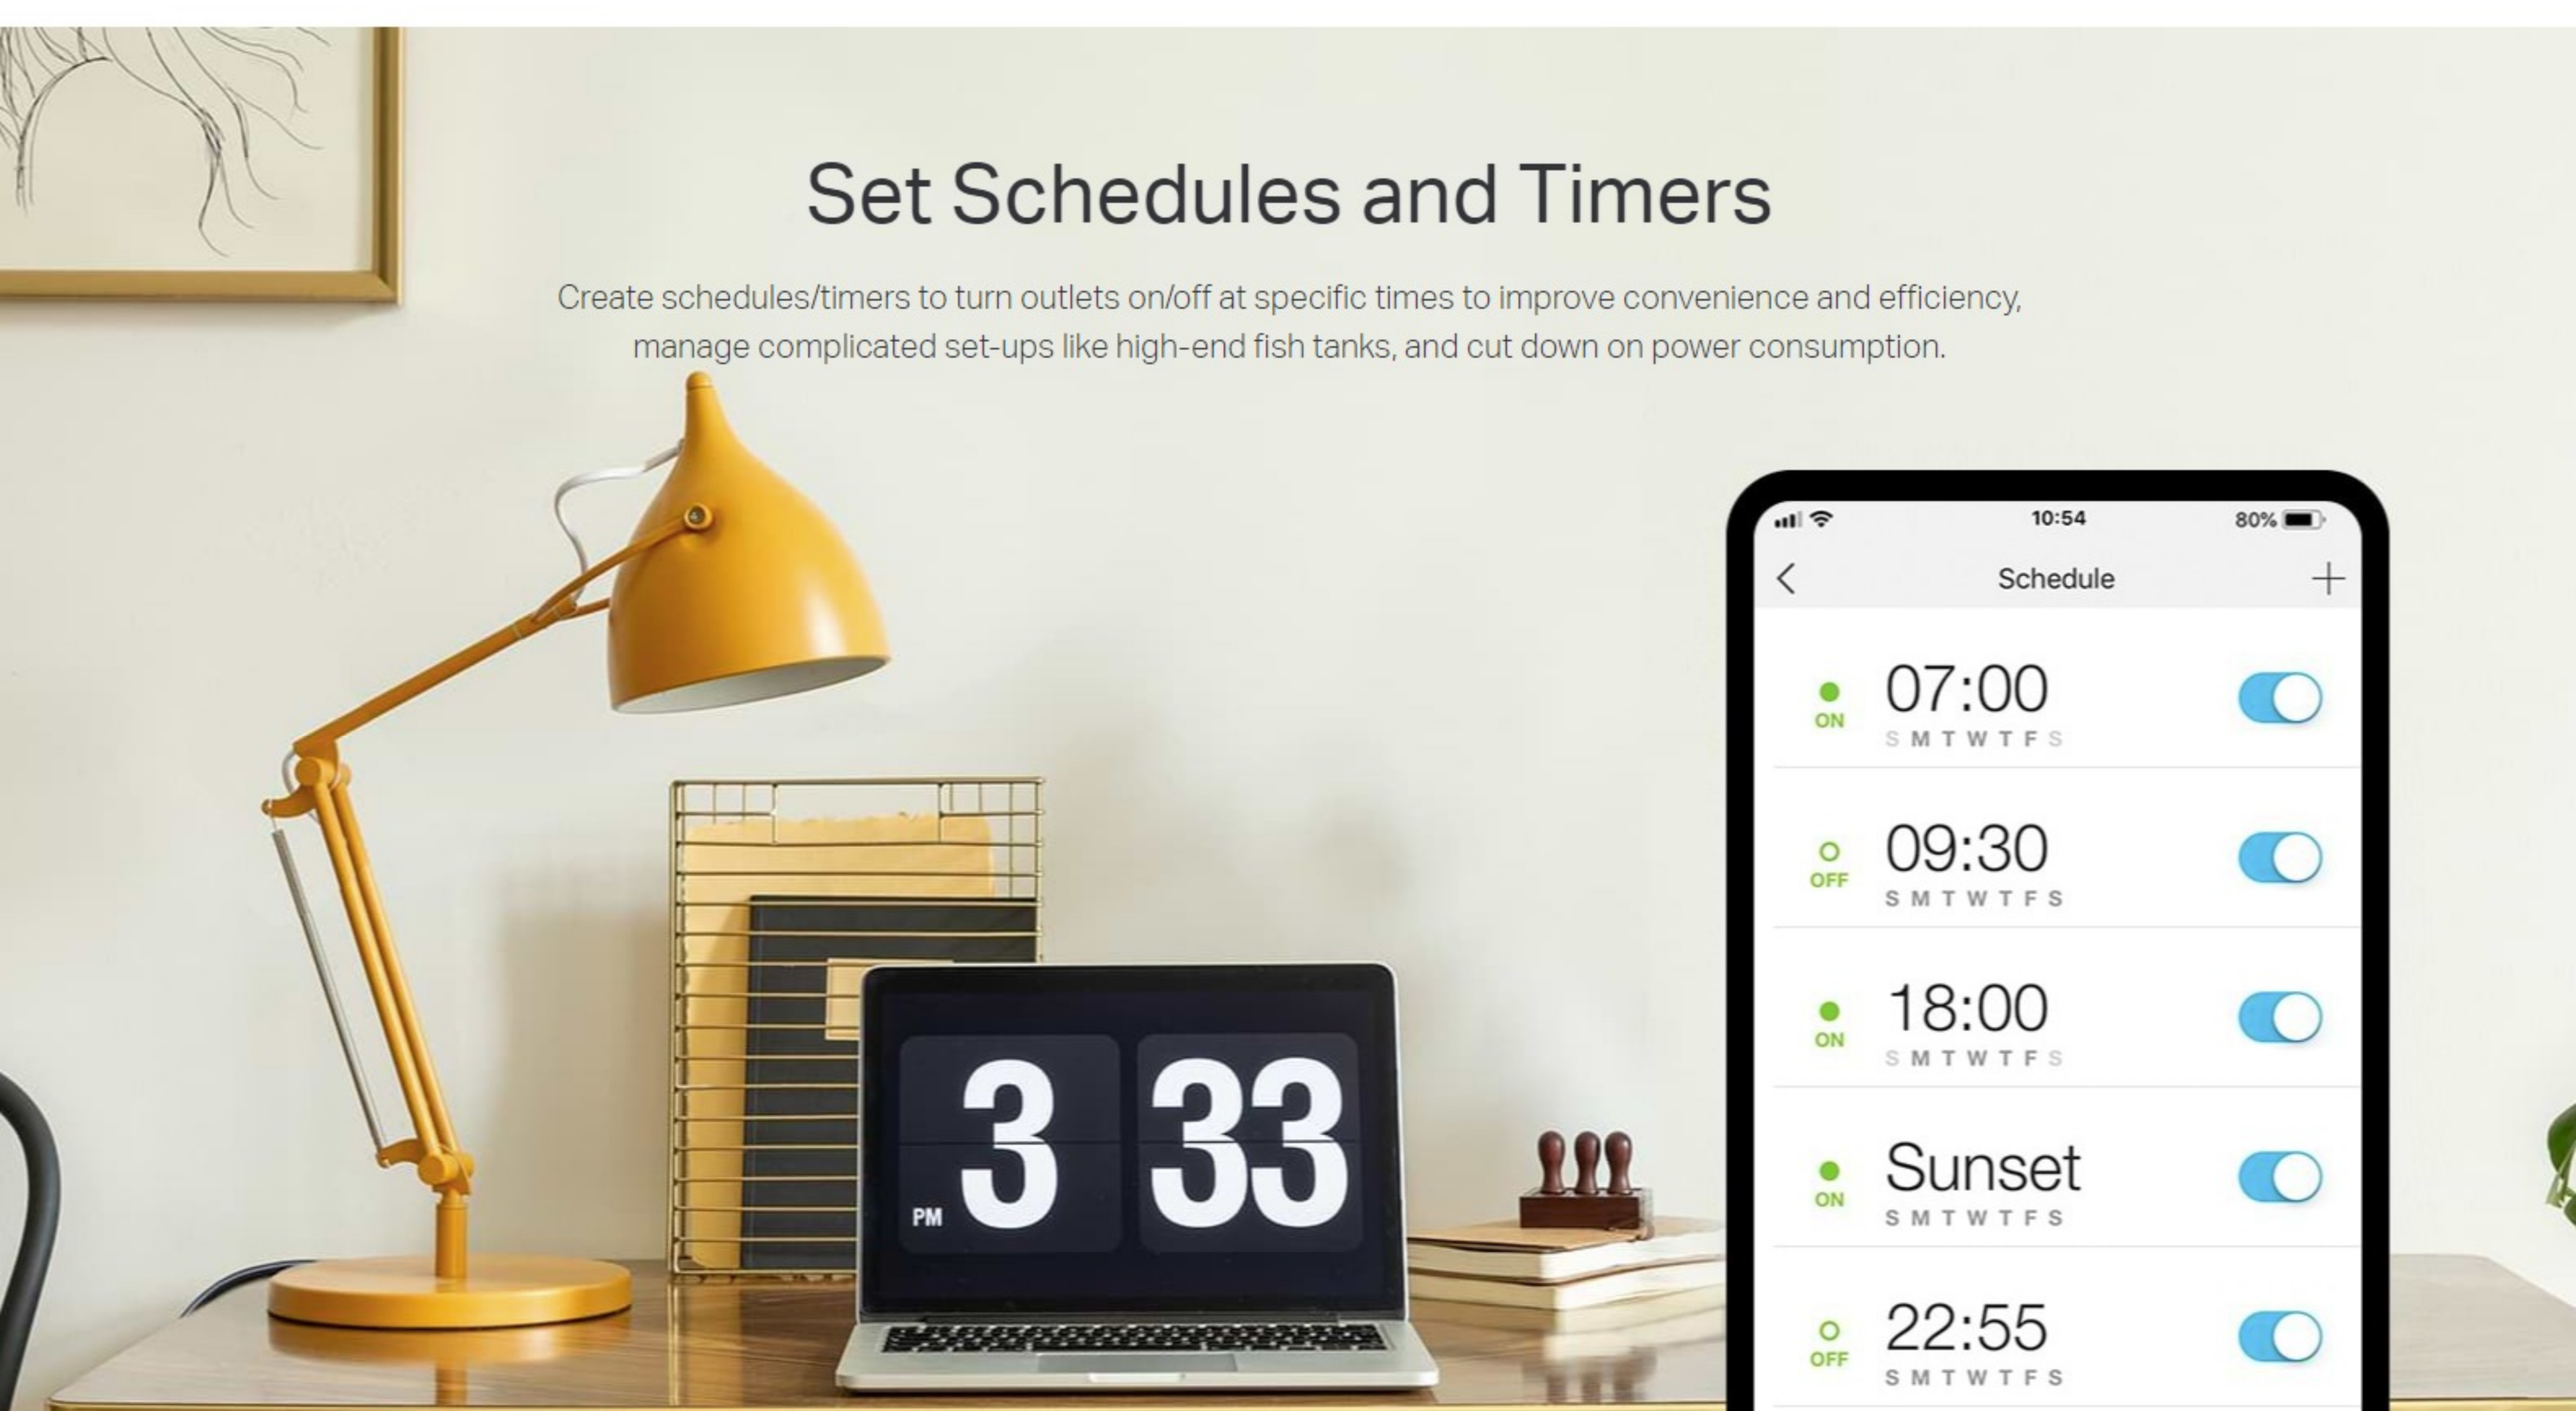 Set Schedules and Timers
Create schedules/timers to turn outlets on/off at specific times to improve convenience and efficiency,
manage complicated set-ups like high-end fish tanks, and cut down on power consumption.
10:54
80%
Schedule
07:00
ON
S M T W T F S
09:30
OFF
S M T W T F S
18:00
ON
S M T W T F S
Sunset
ON
S M T W T F S
22:55
OFF
S M T W T F S
PM 3 33